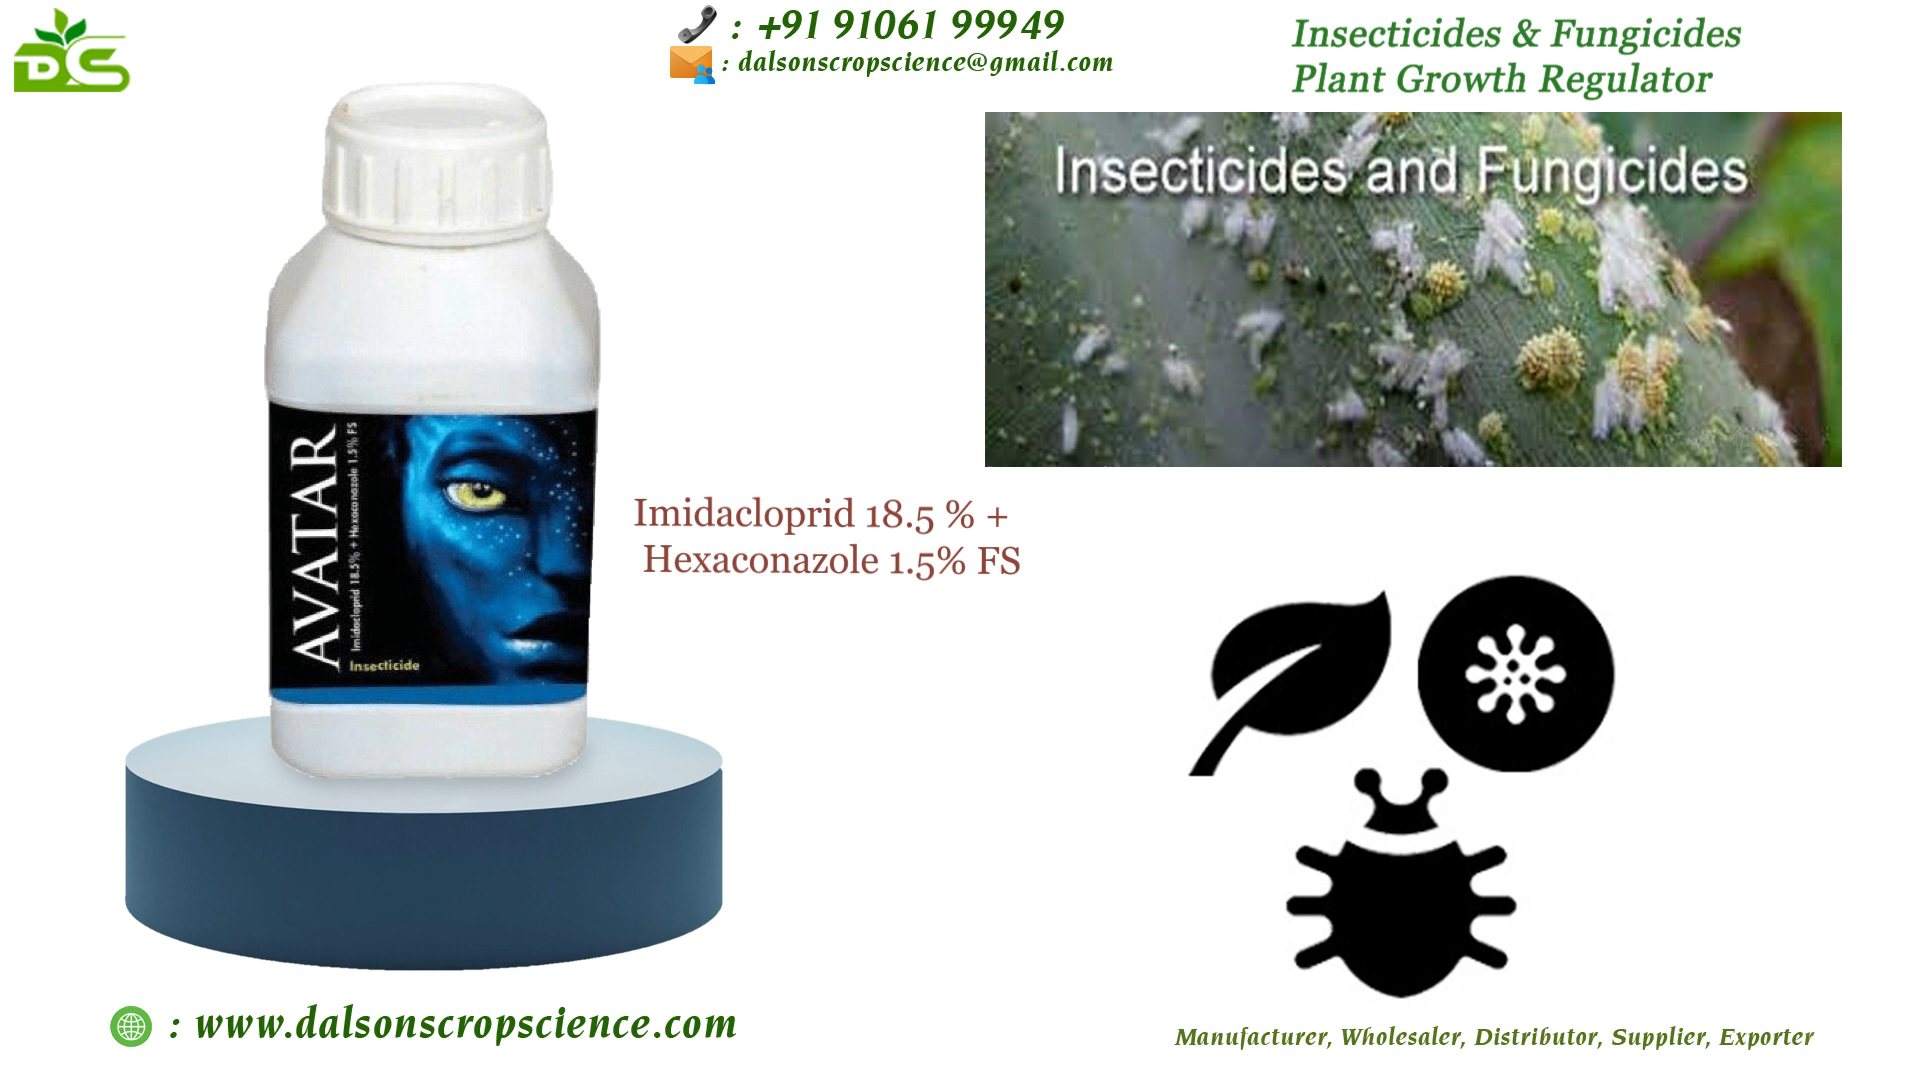 DCS
: +91 91061 99949
: dalsonscropscience@gmail.com
Insecticides & Fungicides
Plant Growth Regulator
Insecticides and Fungicides
AVATAR
Imidacloprid 18.5% + Hexaconazole 1.5% FS
Insecticide
Imidacloprid 18.5 % +
Hexaconazole 1.5% FS
: www.dalsonscropscience.com
Manufacturer, Wholesaler, Distributor, Supplier, Exporter